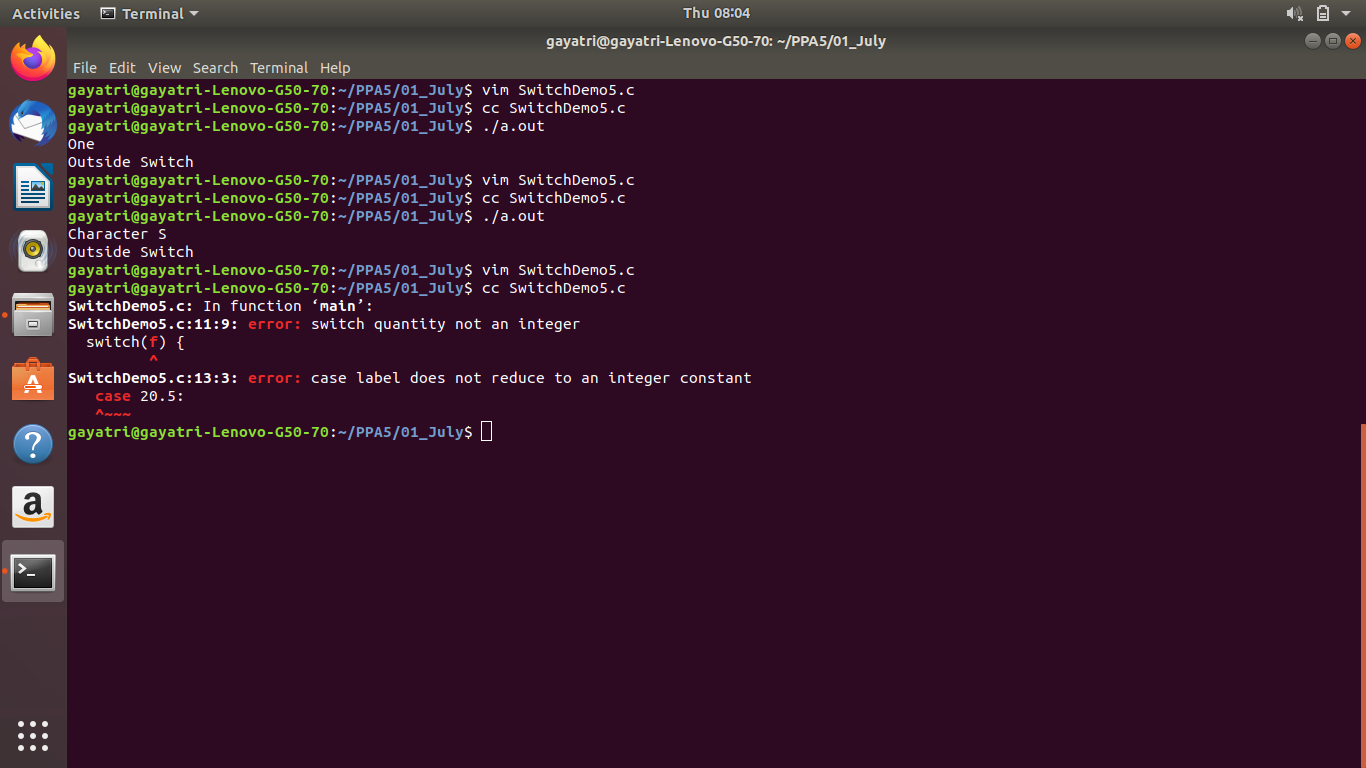 Activities Terminal Thu 08:04
gayatri@gayatri-Lenovo-G50-70: ~/PPA5/01_July
File Edit View Search Terminal Help
gayatri@gayatri-Lenovo-G50-70:~/PPA5/01_July$ vim SwitchDemo5.c
gayatri@gayatri-Lenovo-G50-70:~/PPA5/01_July$ cc SwitchDemo5.c
gayatri@gayatri-Lenovo-G50-70:~/PPA5/01_July$ ./a.out
One
Outside Switch
gayatri@gayatri-Lenovo-G50-70:~/PPA5/01_July$ vim SwitchDemo5.c
gayatri@gayatri-Lenovo-G50-70:~/PPA5/01_July$ cc SwitchDemo5.c
gayatri@gayatri-Lenovo-G50-70:~/PPA5/01_July$ ./a.out
Character S
Outside Switch
gayatri@gayatri-Lenovo-G50-70:~/PPA5/01_July$ vim SwitchDemo5.c
gayatri@gayatri-Lenovo-G50-70:~/PPA5/01_July$ cc SwitchDemo5.c
SwitchDemo5.c: In function ‘main’:
SwitchDemo5.c:11:9: error: switch quantity not an integer
  switch(f) {
         ^
SwitchDemo5.c:13:3: error: case label does not reduce to an integer constant
   case 20.5:
   ^~~~
gayatri@gayatri-Lenovo-G50-70:~/PPA5/01_July$